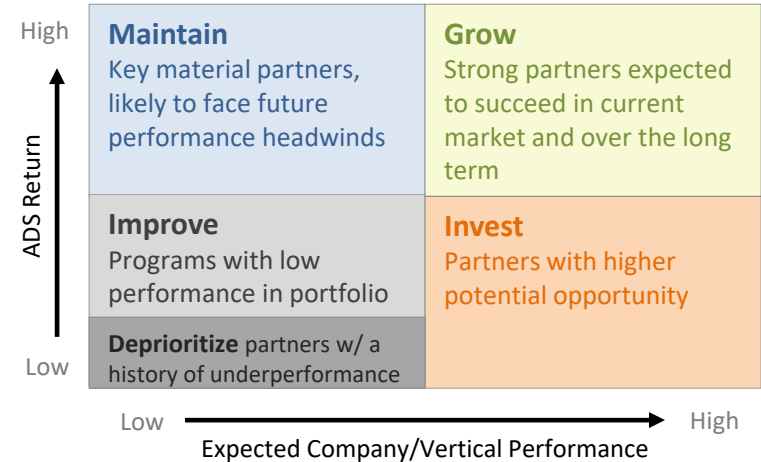 High
Maintain
Key material partners,
likely to face future
performance headwinds
Grow
Strong partners expected
to succeed in current
market and over the long
term
ADS Return
Improve
Programs with low
performance in portfolio
Invest
Partners with higher
potential opportunity
Deprioritize partners w/ a
history of underperformance
Low
Low
High
Expected Company/Vertical Performance